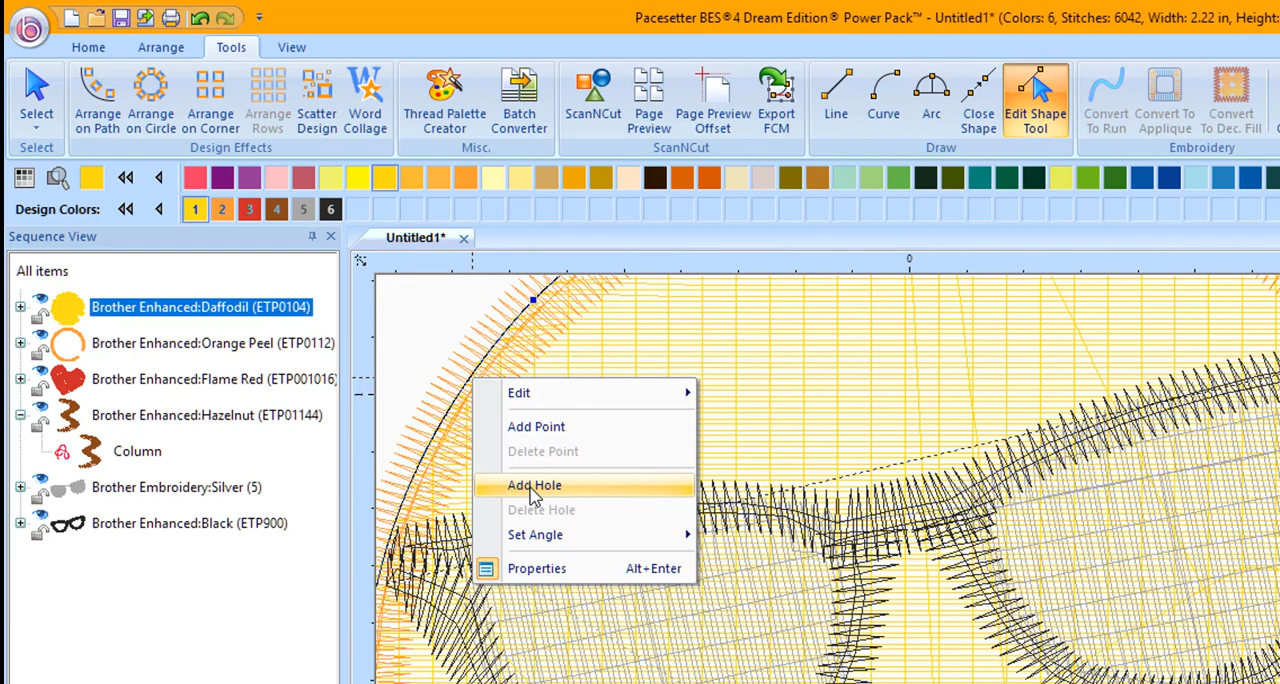 Pacesetter BES®4 Dream Edition® Power Pack™ - Untitled1* (Colors: 6, Stitches: 6042, Width: 2.22 in, Height:
Home Arrange Tools View
Select Arrange on Path Arrange on Circle Arrange on Corner Arrange Rows Scatter Design Word Collage Thread Palette Creator Batch Converter ScanNCut Page Preview Page Preview Offset Export FCM Line Curve Arc Close Shape Edit Shape Tool Convert To Run Convert To Applique Convert To Dec. Fill
Select Design Effects Misc. ScanNCut Draw Embroidery
Design Colors: 1 2 3 4 5 6
Sequence View
Untitled1*
0
All items
Brother Enhanced:Daffodil (ETP0104)
Brother Enhanced:Orange Peel (ETP0112)
Brother Enhanced:Flame Red (ETP001016)
Brother Enhanced:Hazelnut (ETP01144)
Column
Brother Embroidery:Silver (5)
Brother Enhanced:Black (ETP900)
Edit
Add Point
Delete Point
Add Hole
Delete Hole
Set Angle
Properties Alt+Enter